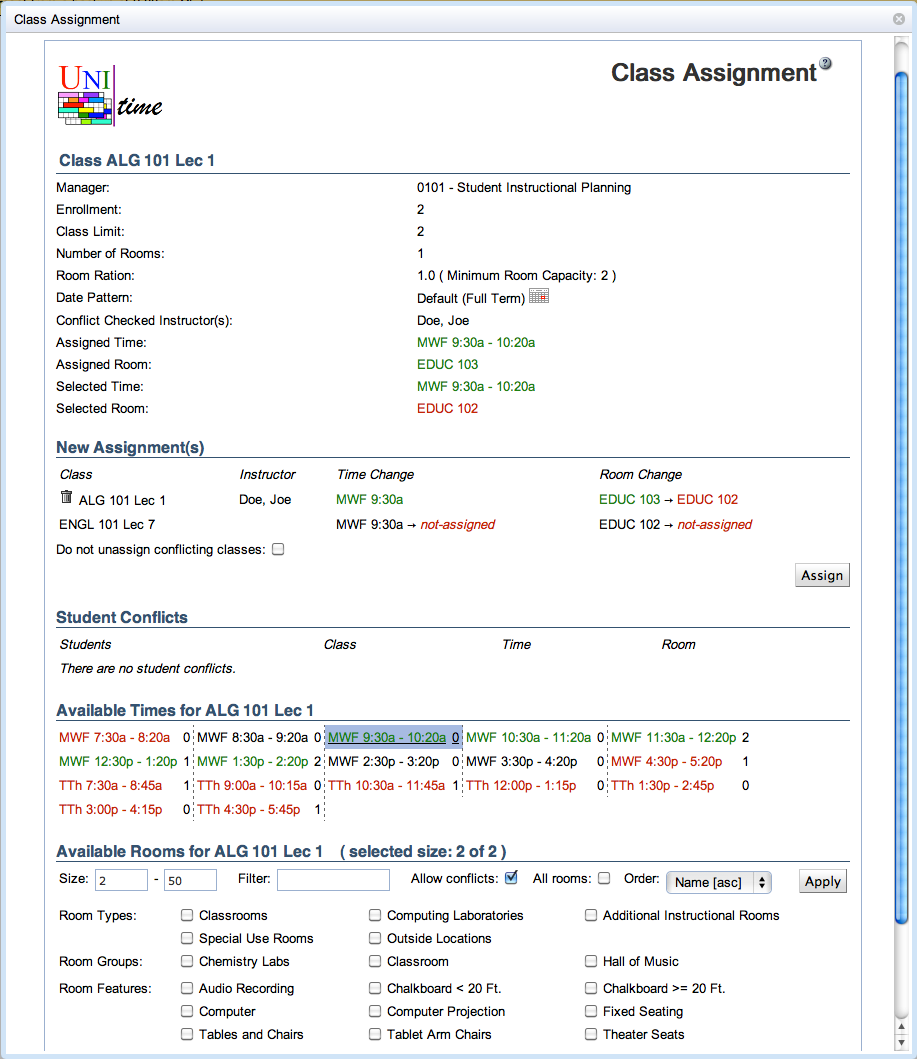 Class Assignment
UNI time
Class Assignment
Class ALG 101 Lec 1
Manager: 0101 - Student Instructional Planning
Enrollment: 2
Class Limit: 2
Number of Rooms: 1
Room Ration: 1.0 ( Minimum Room Capacity: 2 )
Date Pattern: Default (Full Term)
Conflict Checked Instructor(s): Doe, Joe
Assigned Time: MWF 9:30a - 10:20a
Assigned Room: EDUC 103
Selected Time: MWF 9:30a - 10:20a
Selected Room: EDUC 102
New Assignment(s)
Class Instructor Time Change Room Change
ALG 101 Lec 1 Doe, Joe MWF 9:30a EDUC 103 → EDUC 102
ENGL 101 Lec 7 MWF 9:30a → not-assigned EDUC 102 → not-assigned
Do not unassign conflicting classes:
Assign
Student Conflicts
Students Class Time Room
There are no student conflicts.
Available Times for ALG 101 Lec 1
MWF 7:30a - 8:20a 0 MWF 8:30a - 9:20a 0 MWF 9:30a - 10:20a 0 MWF 10:30a - 11:20a 0 MWF 11:30a - 12:20p 2
MWF 12:30p - 1:20p 1 MWF 1:30p - 2:20p 2 MWF 2:30p - 3:20p 0 MWF 3:30p - 4:20p 0 MWF 4:30p - 5:20p 1
TTh 7:30a - 8:45a 1 TTh 9:00a - 10:15a 0 TTh 10:30a - 11:45a 1 TTh 12:00p - 1:15p 0 TTh 1:30p - 2:45p 0
TTh 3:00p - 4:15p 0 TTh 4:30p - 5:45p 1
Available Rooms for ALG 101 Lec 1 ( selected size: 2 of 2 )
Size: 2 - 50 Filter: Allow conflicts: All rooms: Order: Name [asc] Apply
Room Types: Classrooms Computing Laboratories Additional Instructional Rooms
Special Use Rooms Outside Locations
Room Groups: Chemistry Labs Classroom Hall of Music
Room Features: Audio Recording Chalkboard < 20 Ft. Chalkboard >= 20 Ft.
Computer Computer Projection Fixed Seating
Tables and Chairs Tablet Arm Chairs Theater Seats